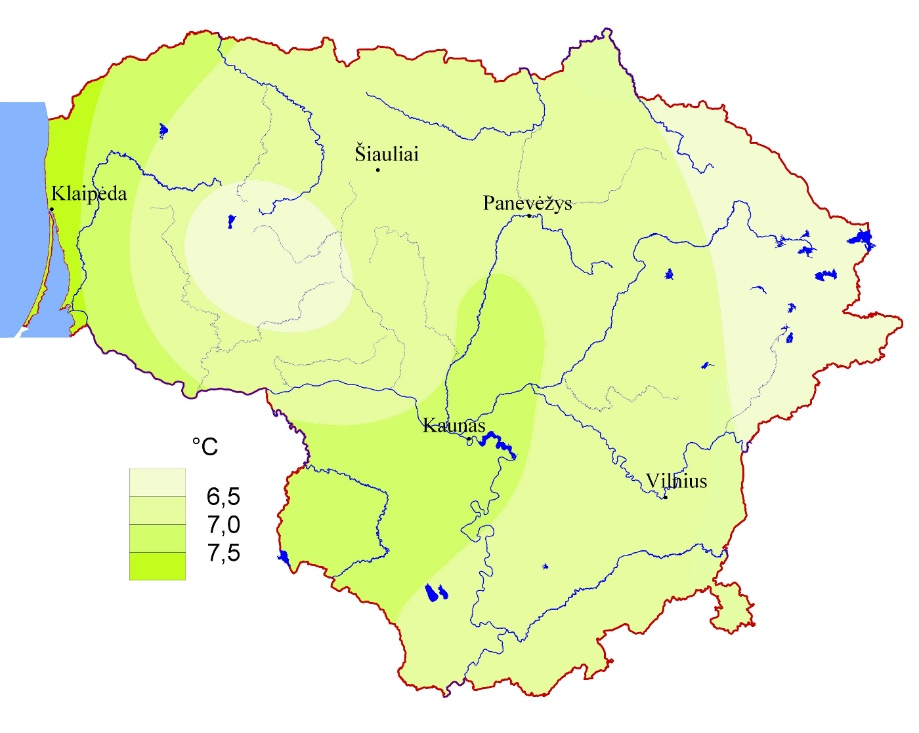 Šiauliai
Klaipėda
Panevėžys
Kaunas
°C
Vilnius
6,5
7,0
7,5